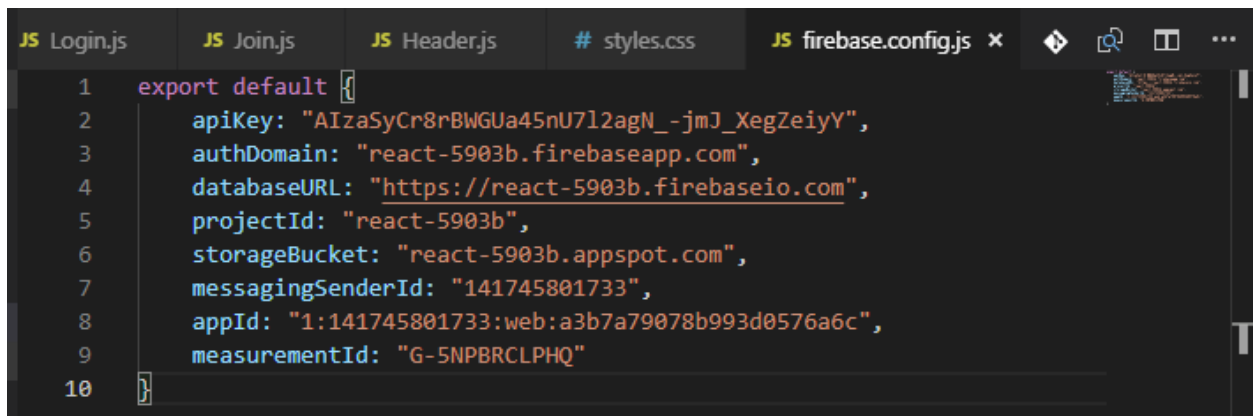 JS Login.js JS Join.js JS Header.js # styles.css JS firebase.config.js ×
1 export default {
2 apiKey: "AIzaSyCr8rBWGUa45nU7l2agN_-jmJ_XegZeiyY",
3 authDomain: "react-5903b.firebaseapp.com",
4 databaseURL: "https://react-5903b.firebaseio.com",
5 projectId: "react-5903b",
6 storageBucket: "react-5903b.appspot.com",
7 messagingSenderId: "141745801733",
8 appId: "1:141745801733:web:a3b7a79078b993d0576a6c",
9 measurementId: "G-5NPBRCLPHQ"
10 }